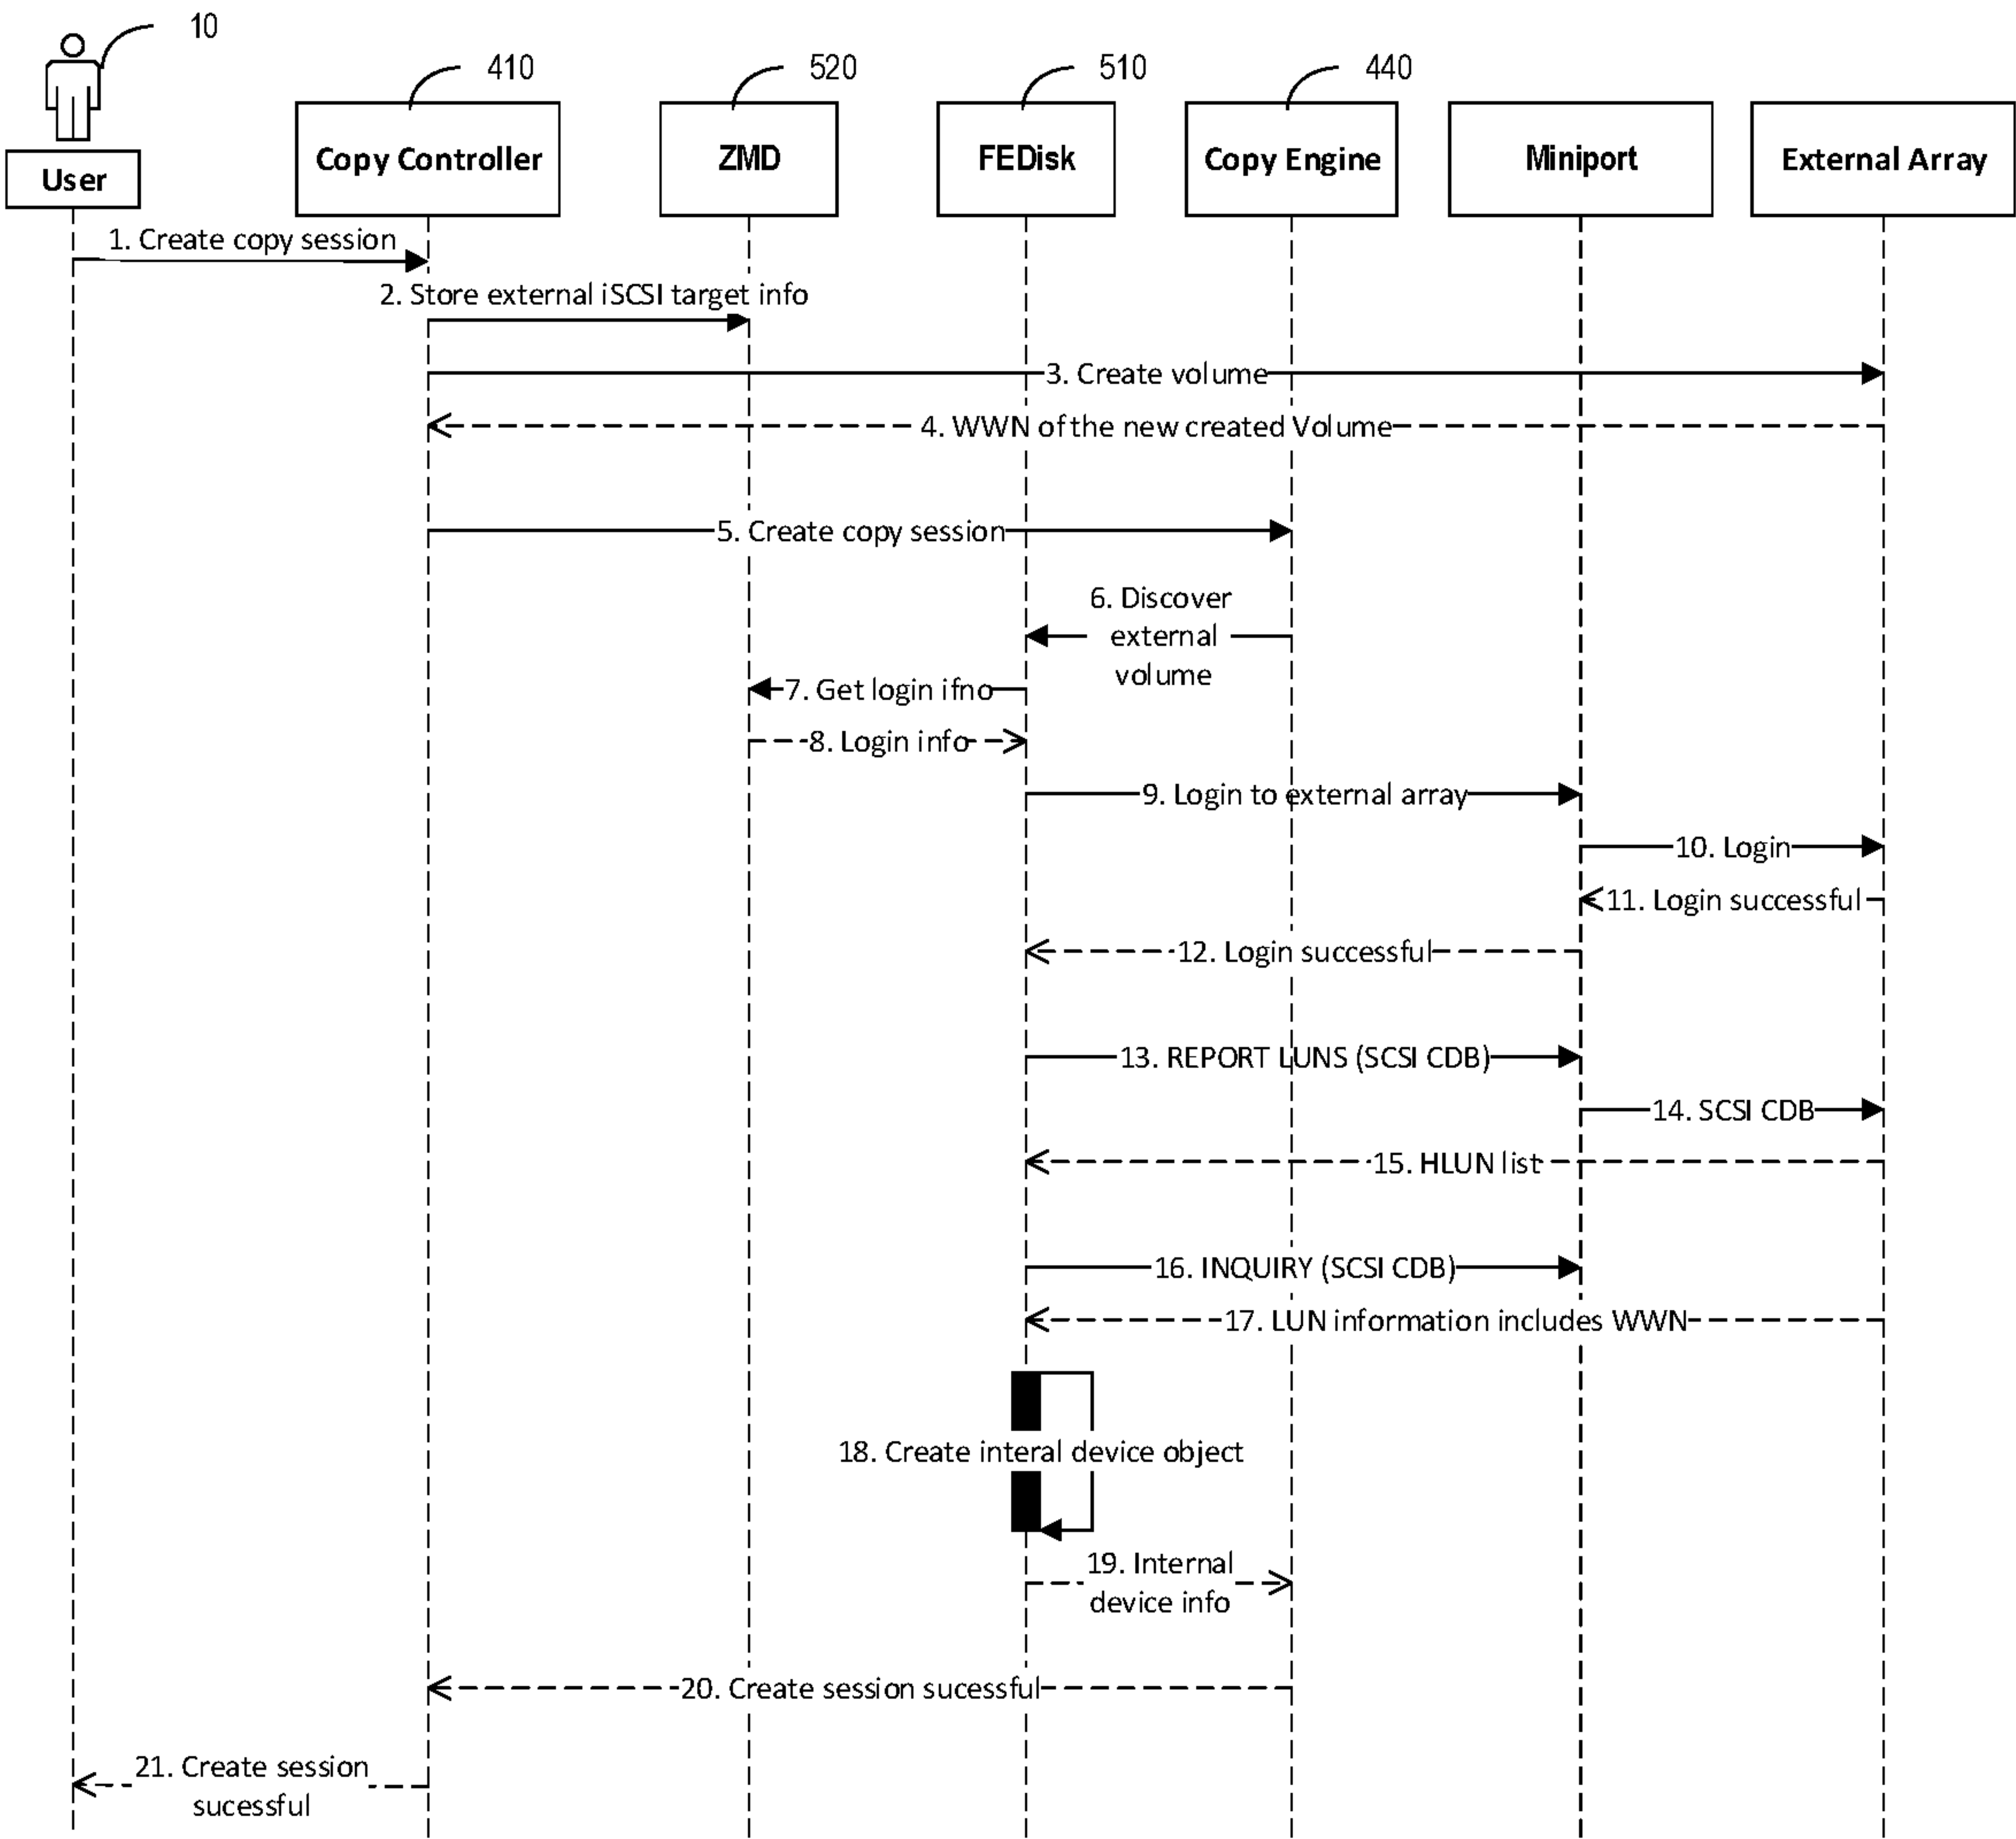 10
410
520
510
440
User
Copy Controller
ZMD
FEDisk
Copy Engine
Miniport
External Array
1. Create copy session
2. Store external iSCSI target info
3. Create volume
4. WWN of the new created Volume
5. Create copy session
6. Discover
external
volume
7. Get login ifno
8. Login info
9. Login to external array
10. Login
11. Login successful
12. Login successful
13. REPORT LUNS (SCSI CDB)
14. SCSI CDB
15. HLUN list
16. INQUIRY (SCSI CDB)
17. LUN information includes WWN
18. Create interal device object
19. Internal
device info
20. Create session sucessful
21. Create session
sucessful